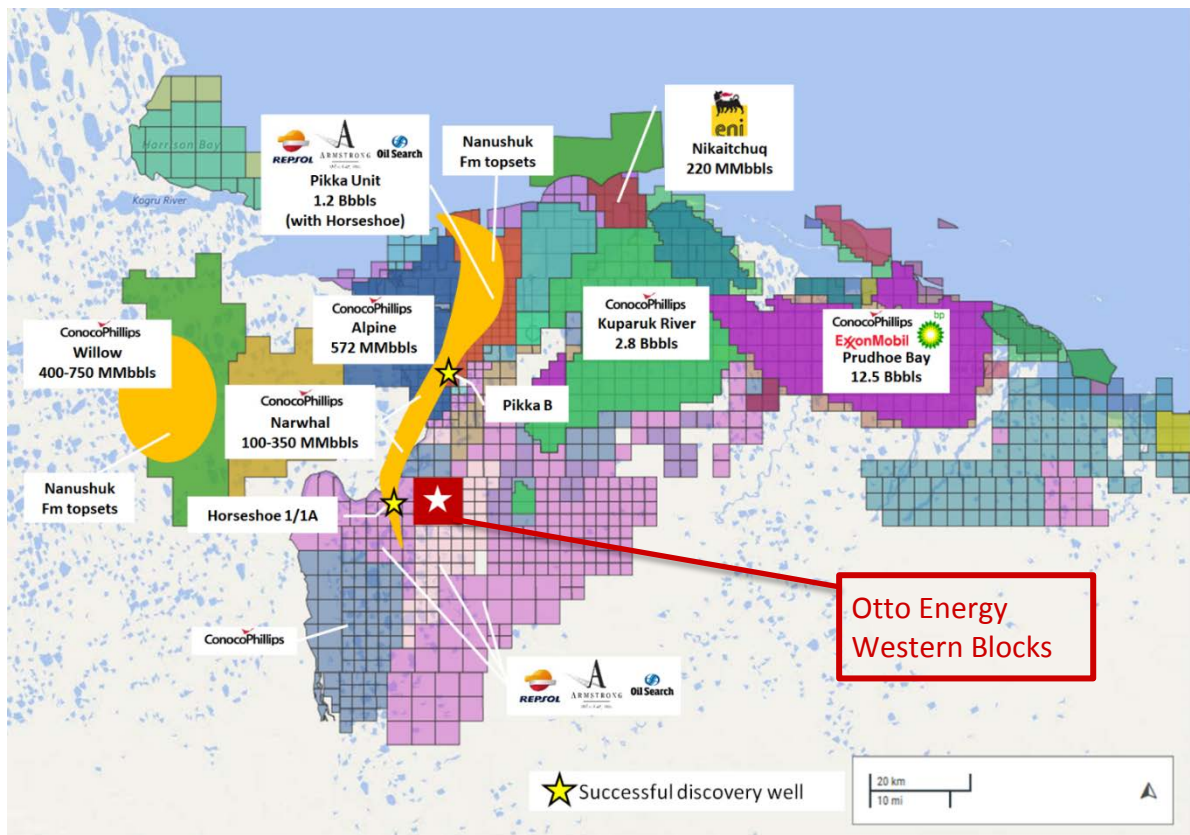 Harrison Bay
Kogru River
REPSOL
ARMSTRONG
Oil Search
Pikka Unit
1.2 Bbbls
(with Horseshoe)
Nanushuk
Fm topsets
eni
Nikaitchuq
220 MMbbls
ConocoPhillips
Willow
400-750 MMbbls
ConocoPhillips
Alpine
572 MMbbls
ConocoPhillips
Kuparuk River
2.8 Bbbls
bp
ConocoPhillips
ExxonMobil
Prudhoe Bay
12.5 Bbbls
ConocoPhillips
Narwhal
100-350 MMbbls
Pikka B
Nanushuk
Fm topsets
Horseshoe 1/1A
Otto Energy
Western Blocks
ConocoPhillips
REPSOL
ARMSTRONG
Oil Search
Successful discovery well
20 km
10 mi